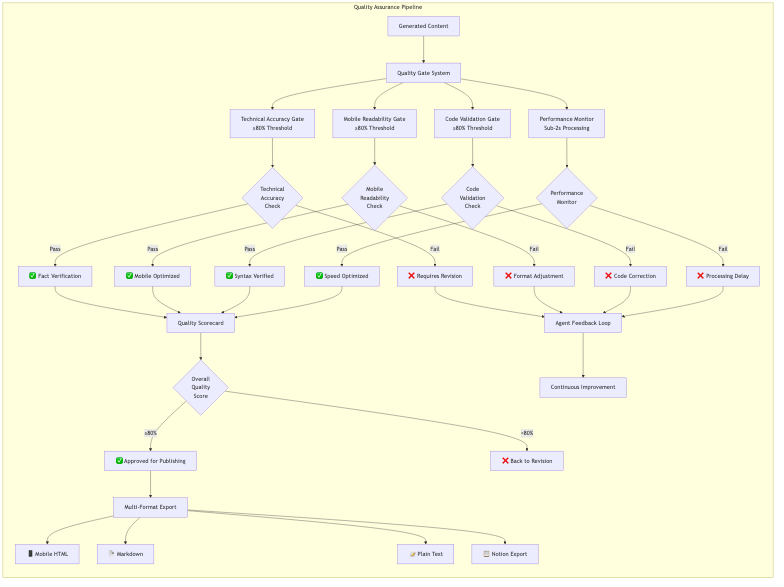 Quality Assurance Pipeline
Generated Content
Quality Gate System
Technical Accuracy Gate
≥80% Threshold
Mobile Readability Gate
≥80% Threshold
Code Validation Gate
≥80% Threshold
Performance Monitor
Sub-2s Processing
Technical
Accuracy
Check
Mobile
Readability
Check
Code
Validation
Check
Performance
Monitor
Pass
Pass
Pass
Pass
Fail
Fail
Fail
Fail
✅ Fact Verification
✅ Mobile Optimized
✅ Syntax Verified
✅ Speed Optimized
❌ Requires Revision
❌ Format Adjustment
❌ Code Correction
❌ Processing Delay
Quality Scorecard
Agent Feedback Loop
Overall
Quality
Score
Continuous Improvement
≥80%
<80%
✅ Approved for Publishing
❌ Back to Revision
Multi-Format Export
📱 Mobile HTML
📝 Markdown
Plain Text
📋 Notion Export